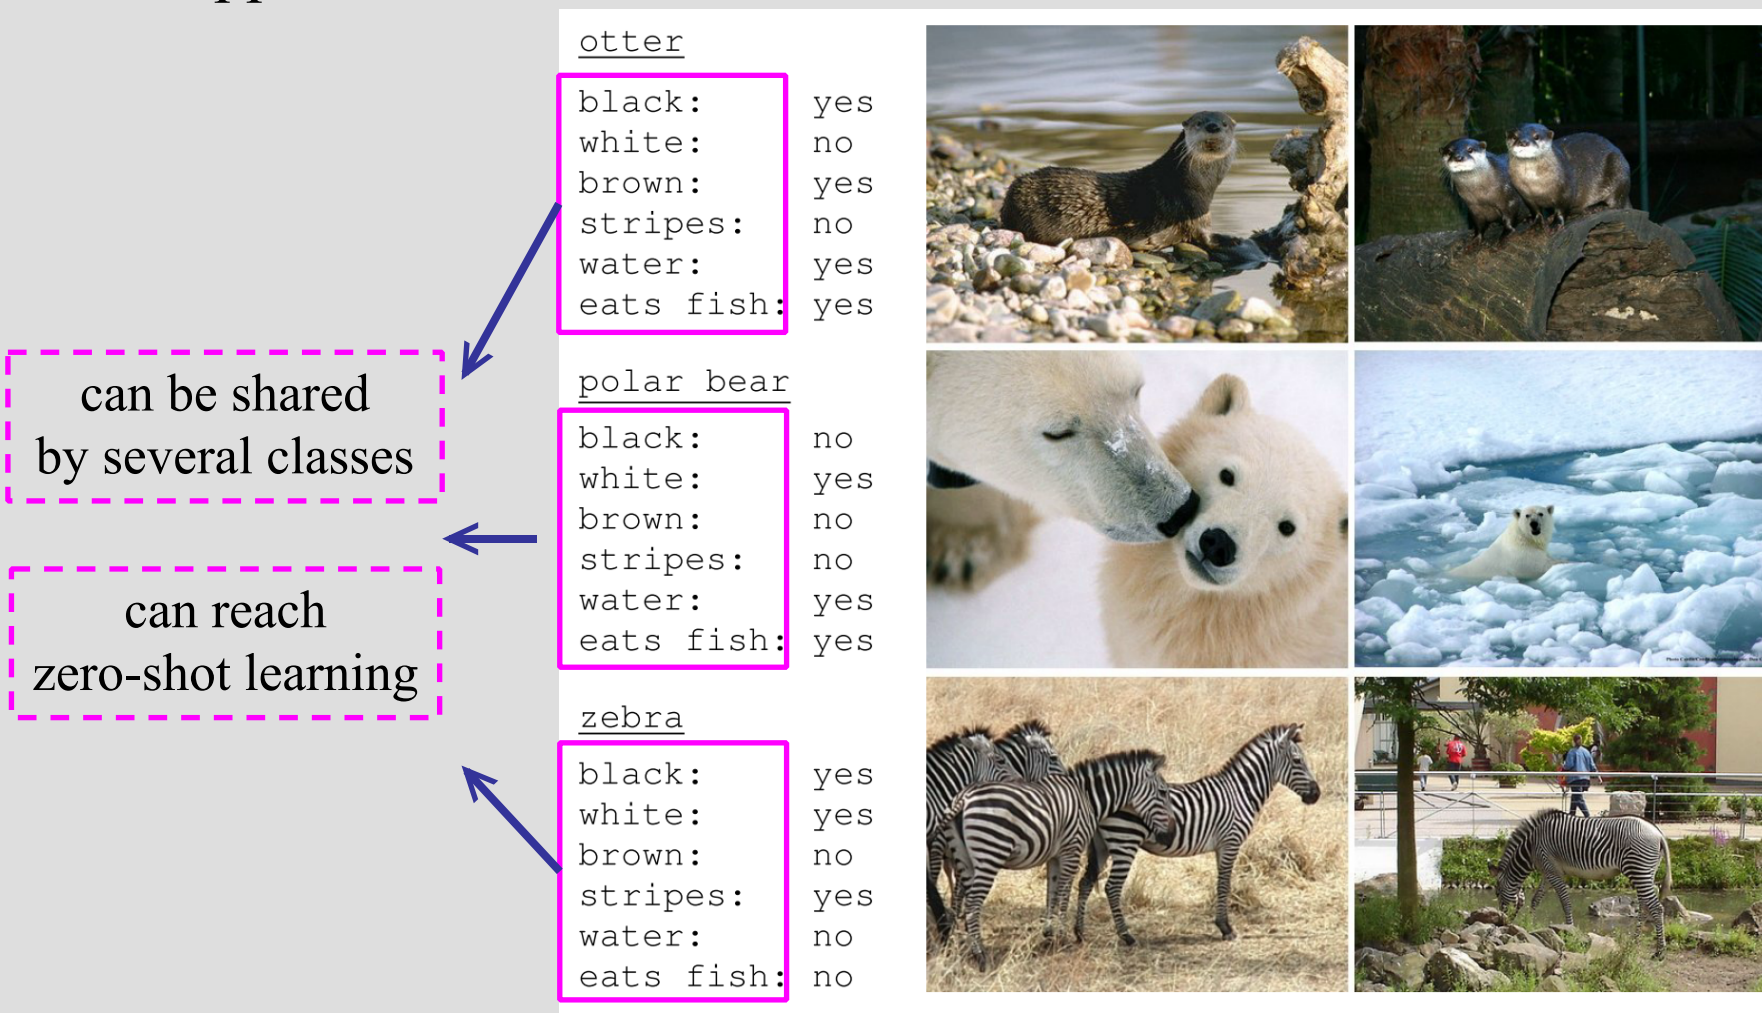 otter
black: yes
white: no
brown: yes
stripes: no
water: yes
eats fish: yes
can be shared
by several classes
polar bear
black: no
white: yes
brown: no
stripes: no
water: yes
eats fish: yes
can reach
zero-shot learning
zebra
black: yes
white: yes
brown: no
stripes: yes
water: no
eats fish: no